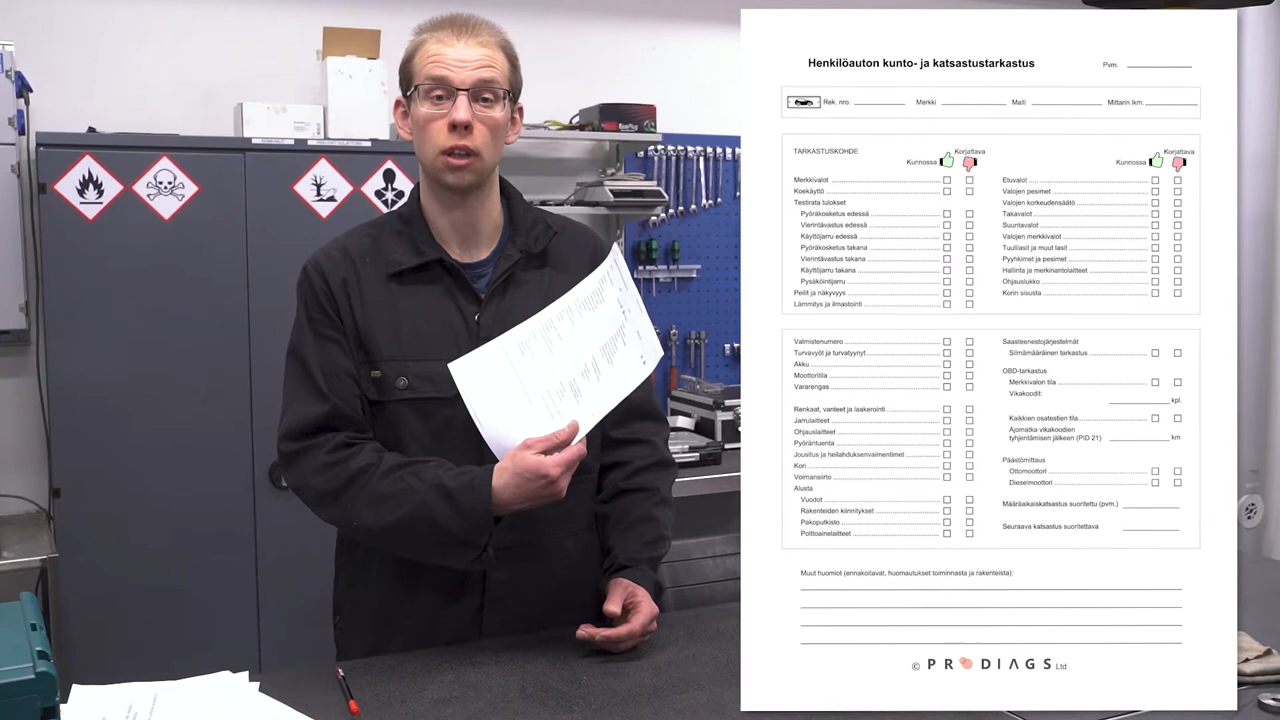 Henkilöauton kunto- ja katsastustarkastus
Pvm.
Rek. nro. Merkki Malli Mittarin lkm.
TARKASTUSKOHDE
Kunnossa Korjattava
Merkkivalot
Koekäyttö
Testirata tulokset
Pyöräkosketus edessä
Vierintävastus edessä
Käyttöjarru edessä
Pyöräkosketus takana
Vierintävastus takana
Käyttöjarru takana
Pysäköintijarru
Peilit ja näkyvyys
Lämmitys ja ilmastointi
Kunnossa Korjattava
Etuvalot
Valojen pesimet
Valojen korkeudensäätö
Takavalot
Suuntavalot
Valojen merkkivalot
Tuulilasit ja muut lasit
Pyyhkimet ja pesimet
Hallinta ja merkinantolaitteet
Ohjauslukko
Korin sisusta
Valmistenumero
Turvavyöt ja turvatyynyt
Akku
Moottoritila
Vararengas
Renkaat, vanteet ja laakerointi
Jarrulaitteet
Ohjauslaitteet
Pyöräntuenta
Jousitus ja heilahduksenvaimentimet
Kori
Voimansiirto
Alusta
Vuodot
Rakenteiden kiinnitykset
Pakoputkisto
Polttoainelaitteet
Saasteenestojärjestelmät
Silmämääräinen tarkastus
OBD-tarkastus
Merkkivalon tila
Vikakoodit:
kpl.
Kaikkien osatestien tila
Ajomatka vikakoodien
tyhjentämisen jälkeen (PID 21) km
Päästömittaus
Ottomoottori
Dieselmoottori
Määräaikaiskatsastus suoritettu (pvm.)
Seuraava katsastus suoritettava
Muut huomiot (ennakoitavat, huomautukset toiminnasta ja rakenteista):
© PRODIAGS Ltd